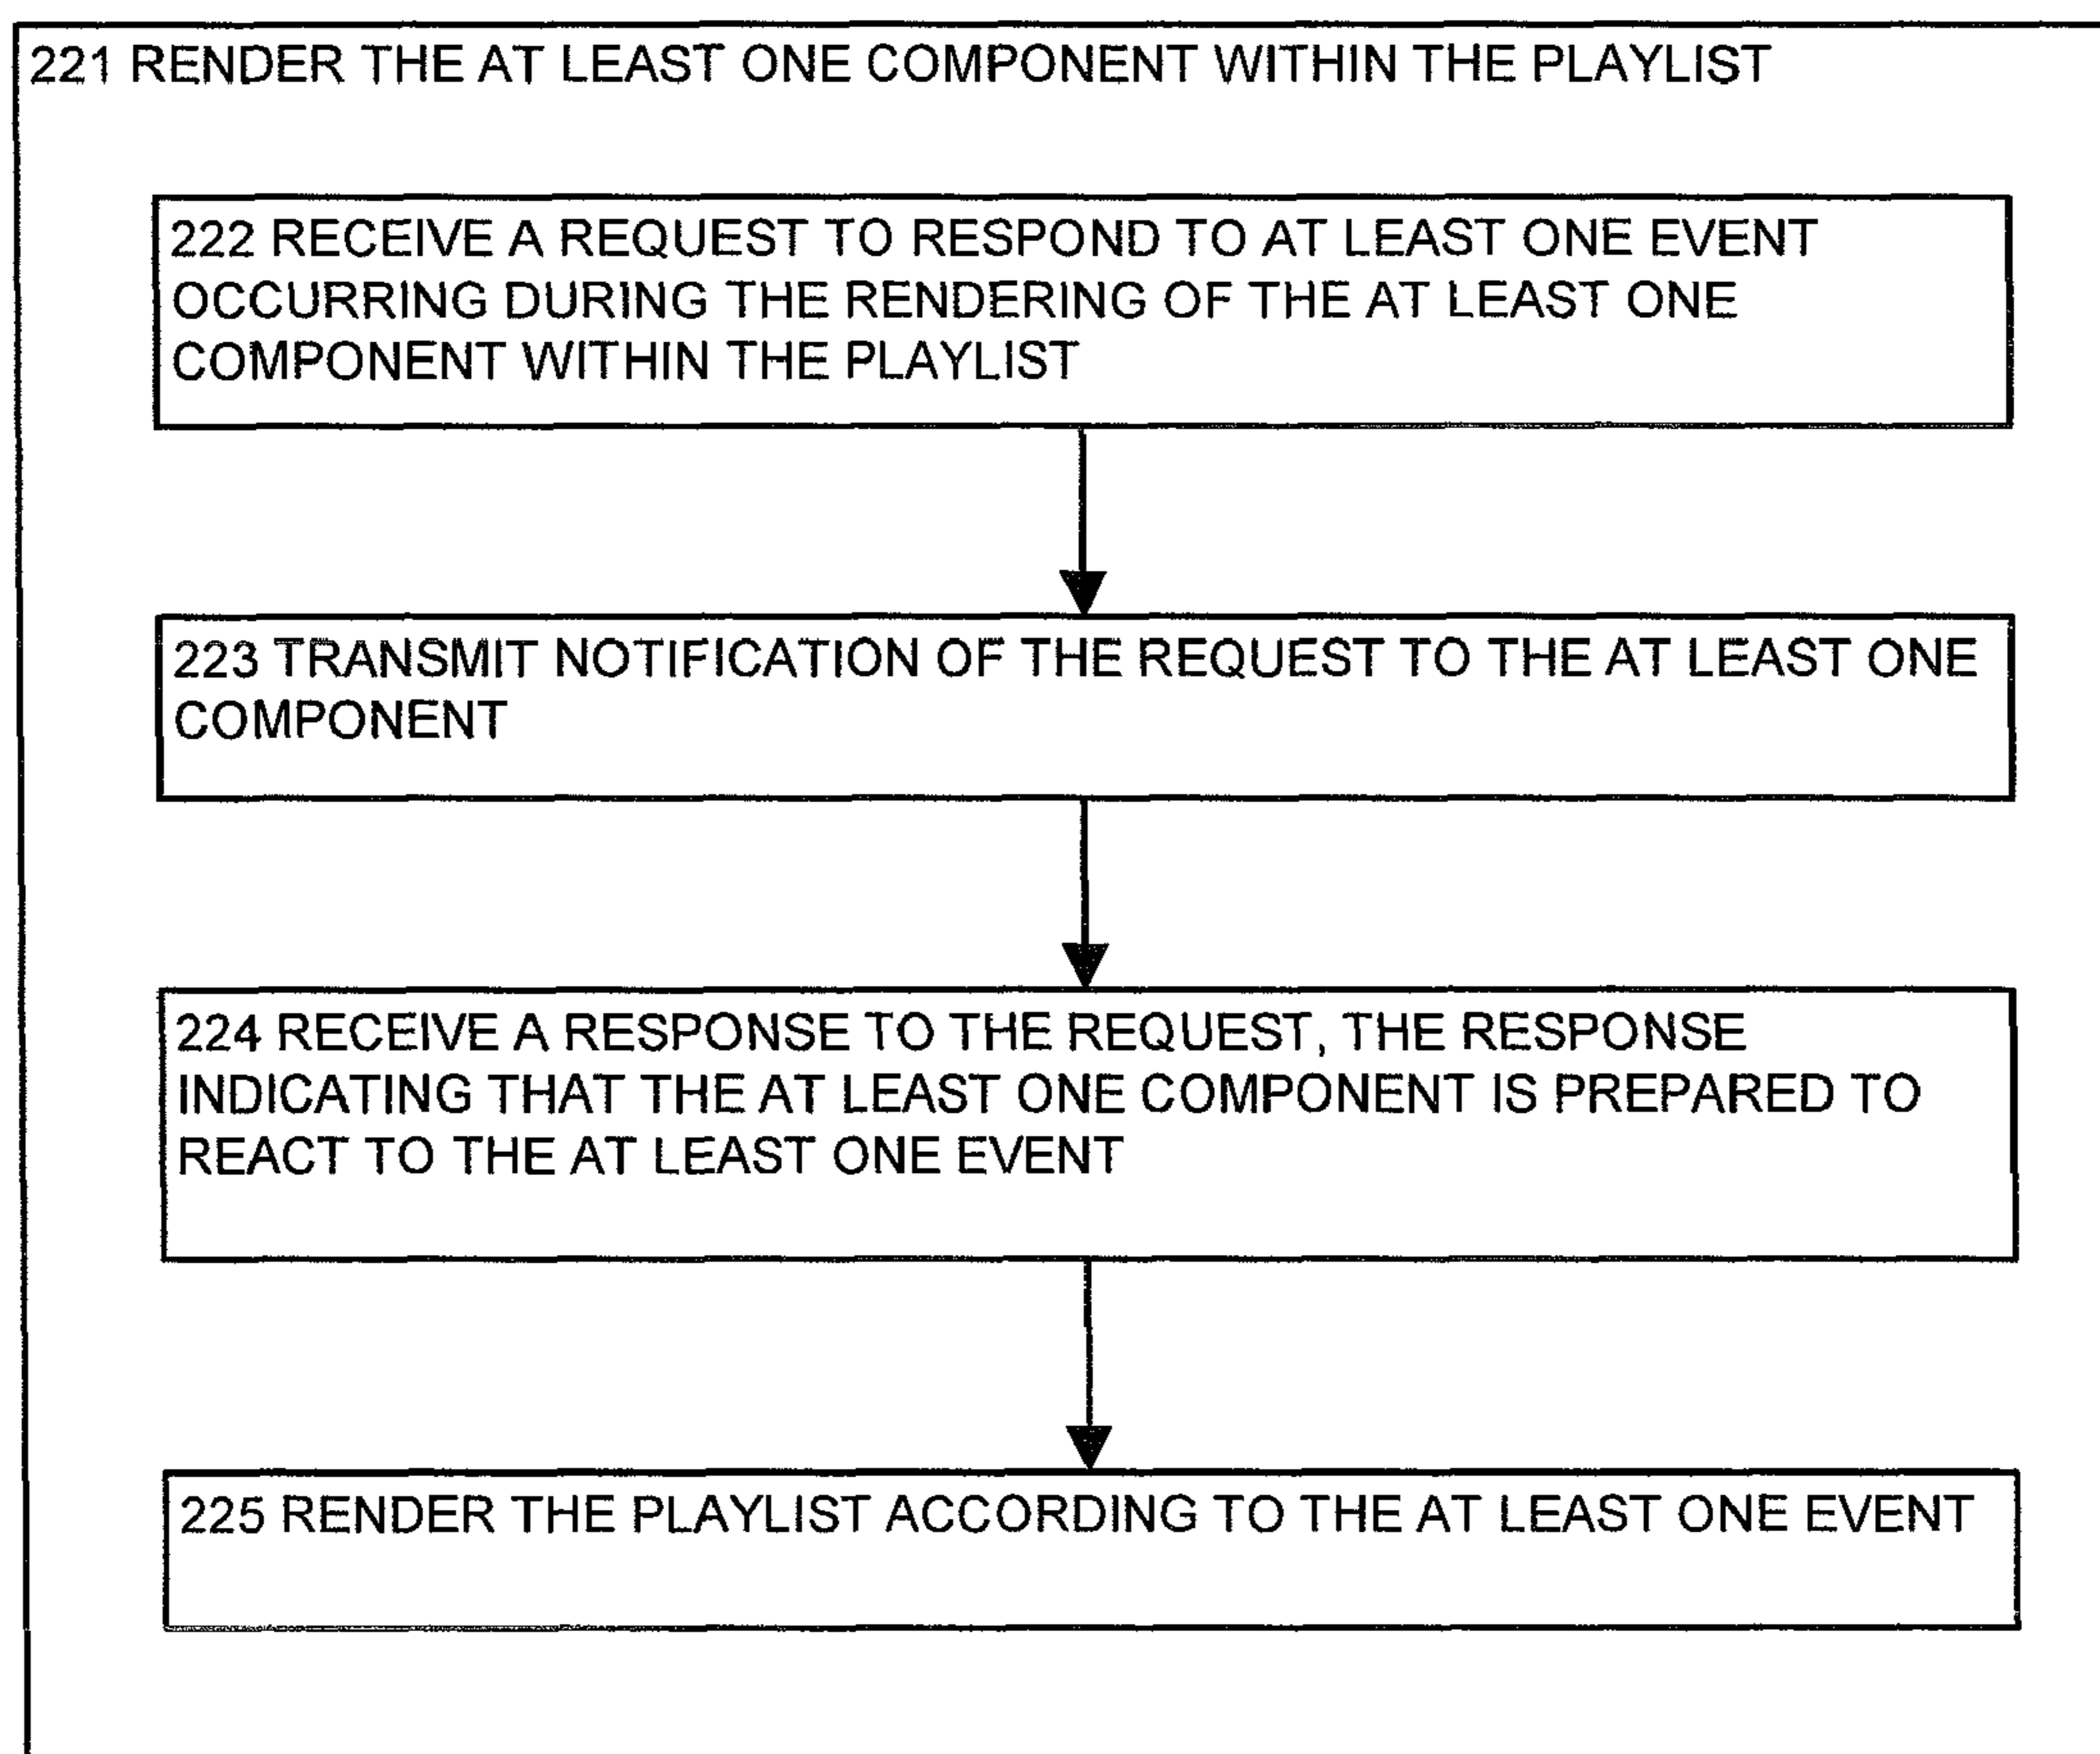 221 RENDER THE AT LEAST ONE COMPONENT WITHIN THE PLAYLIST
222 RECEIVE A REQUEST TO RESPOND TO AT LEAST ONE EVENT
OCCURRING DURING THE RENDERING OF THE AT LEAST ONE
COMPONENT WITHIN THE PLAYLIST
223 TRANSMIT NOTIFICATION OF THE REQUEST TO THE AT LEAST ONE
COMPONENT
224 RECEIVE A RESPONSE TO THE REQUEST, THE RESPONSE
INDICATING THAT THE AT LEAST ONE COMPONENT IS PREPARED TO
REACT TO THE AT LEAST ONE EVENT
225 RENDER THE PLAYLIST ACCORDING TO THE AT LEAST ONE EVENT